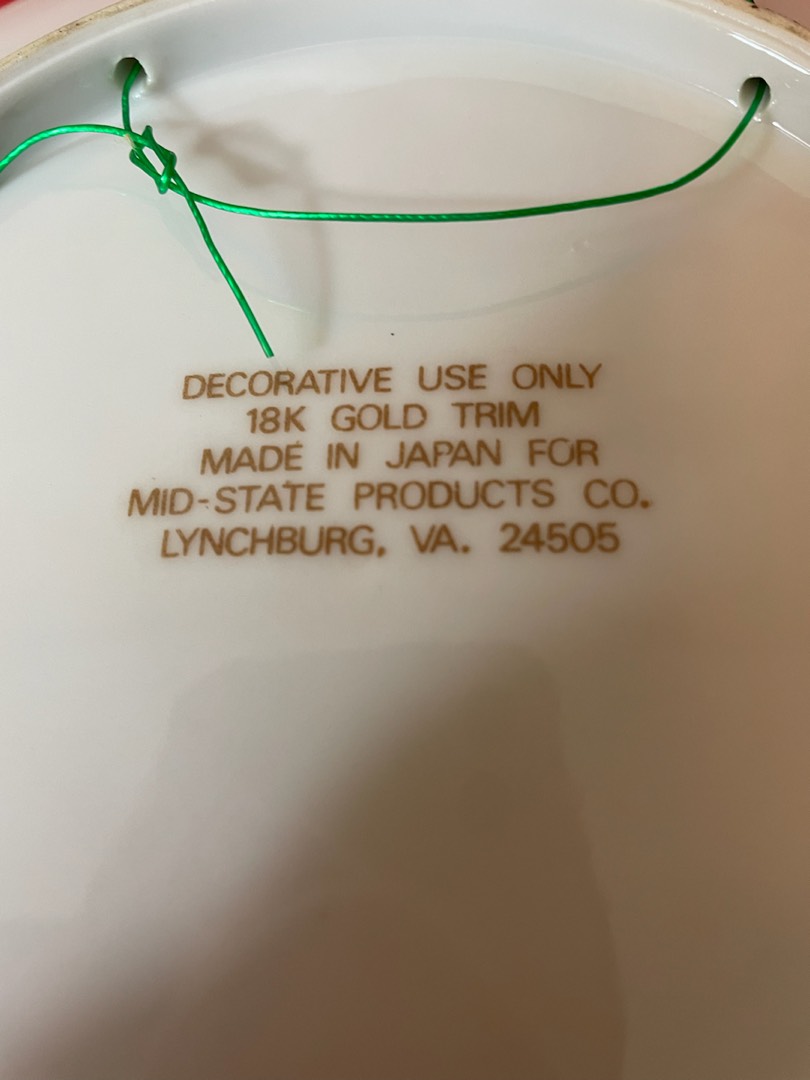 DECORATIVE USE ONLY
18K GOLD TRIM
MADE IN JAPAN FOR
MID-STATE PRODUCTS CO.
LYNCHBURG, VA. 24505